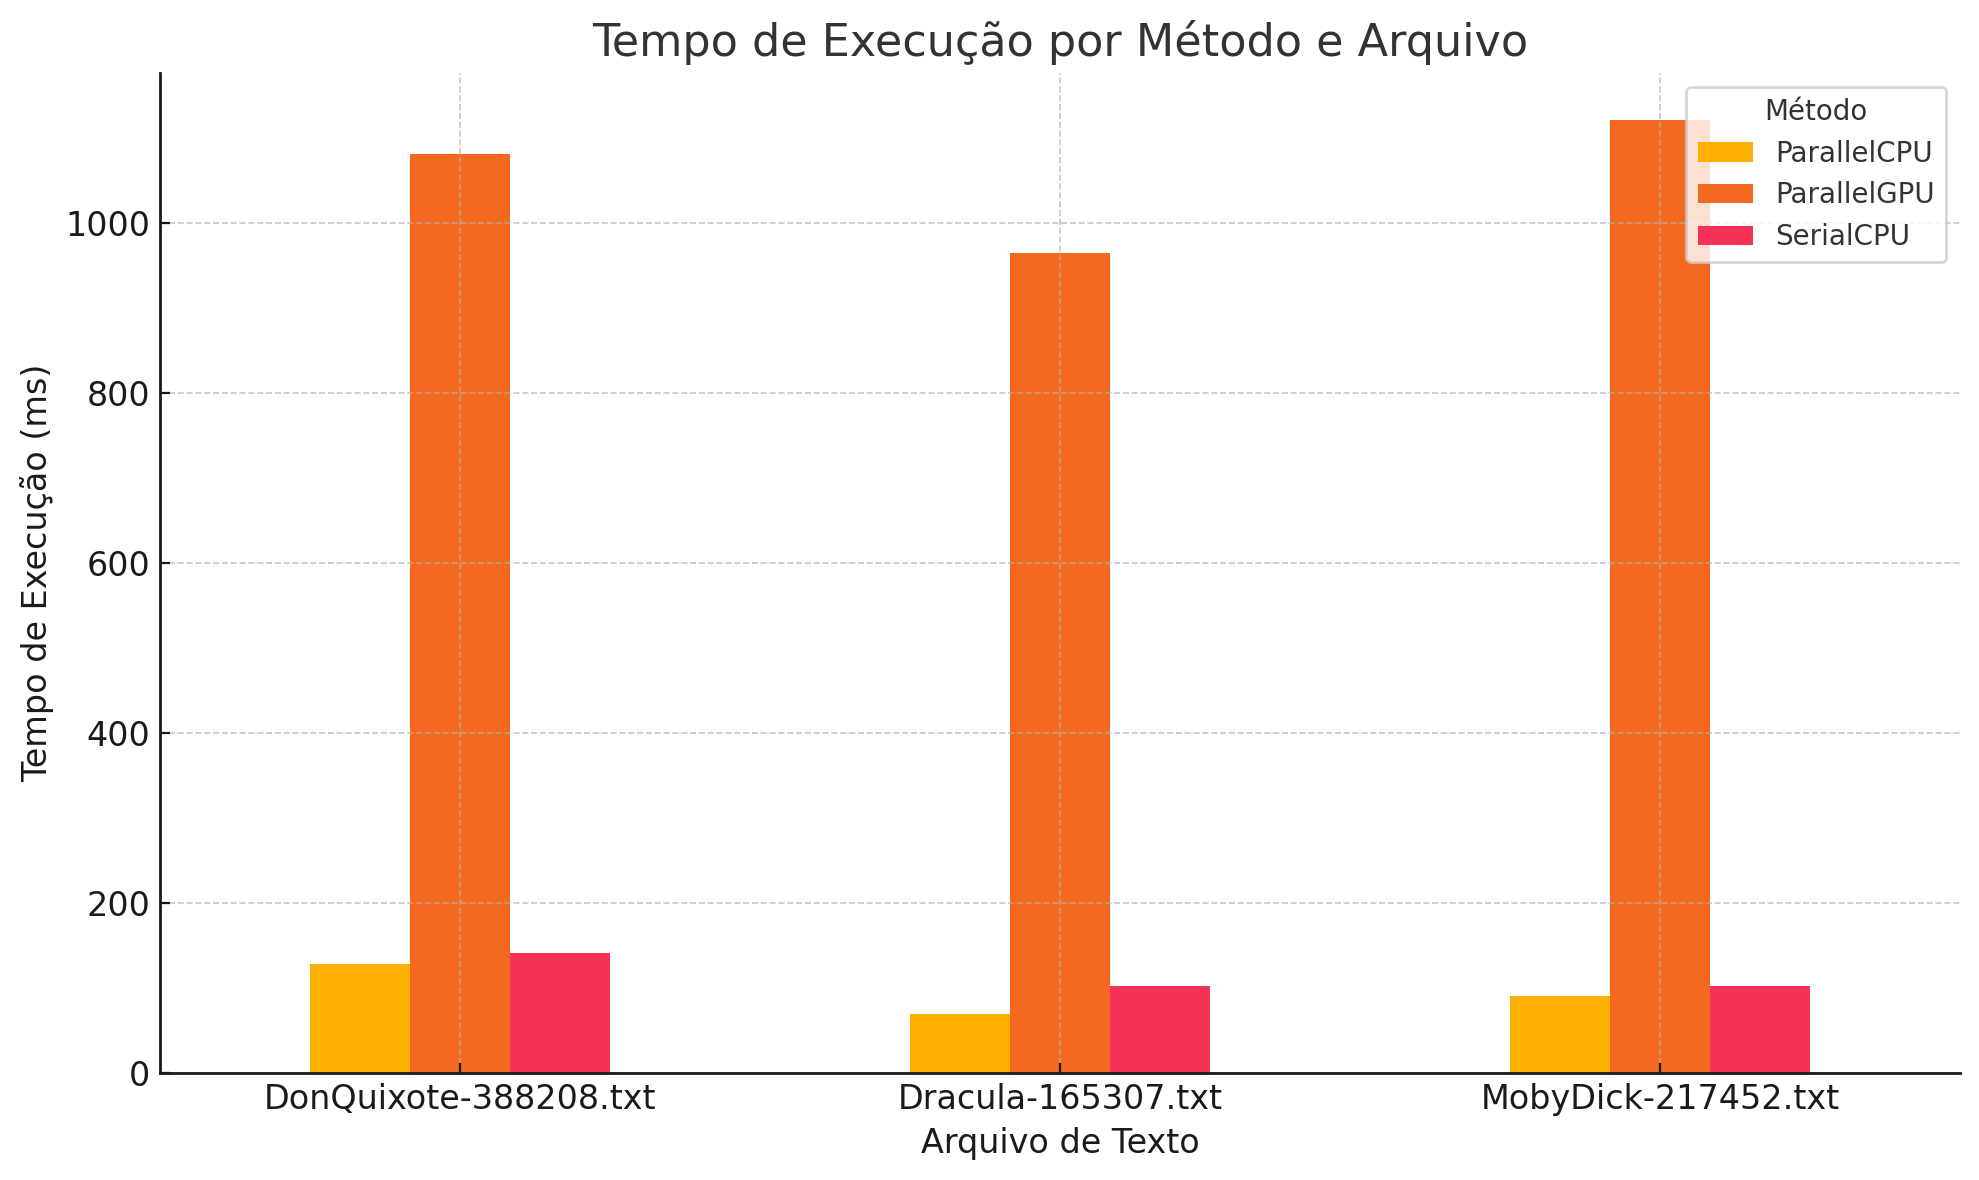 Tempo de Execução por Método e Arquivo
Método
ParallelCPU
ParallelGPU
SerialCPU
Tempo de Execução (ms)
1000
800
600
400
200
0
DonQuixote-388208.txt
Dracula-165307.txt
MobyDick-217452.txt
Arquivo de Texto